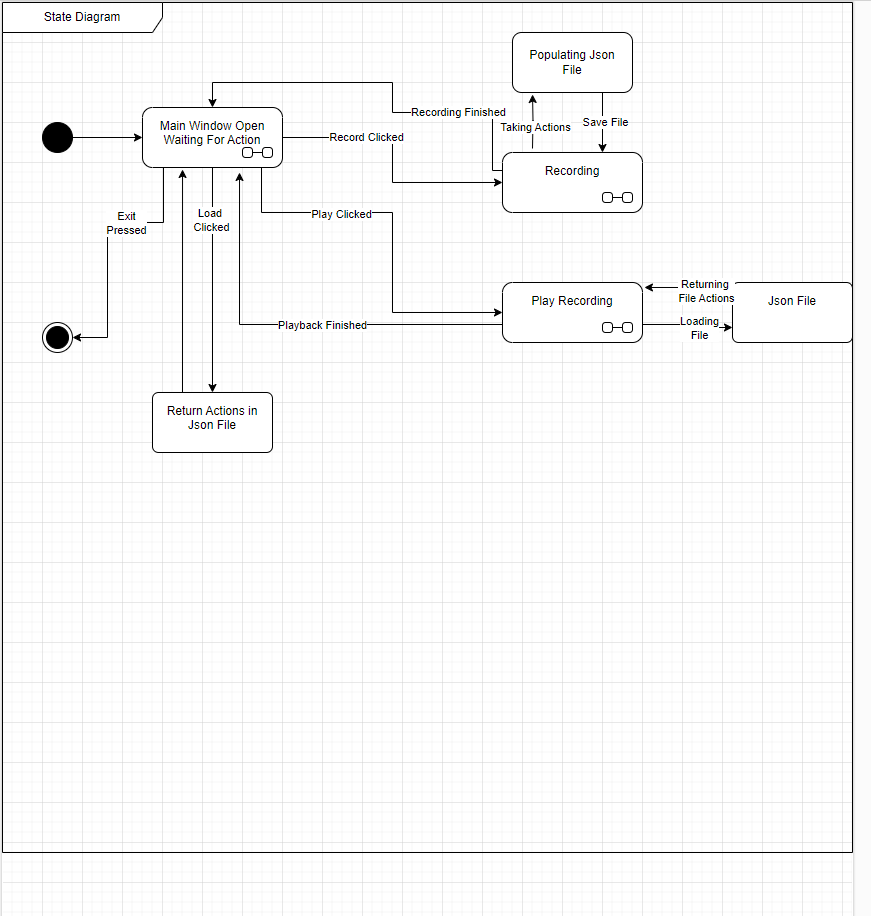 State Diagram
Populating Json
File
Recording Finished
Taking Actions
Save File
Main Window Open
Waiting For Action
Record Clicked
Recording
Exit
Pressed
Load
Clicked
Play Clicked
Play Recording
Returning
File Actions
Json File
Playback Finished
Loading
File
Return Actions in
Json File